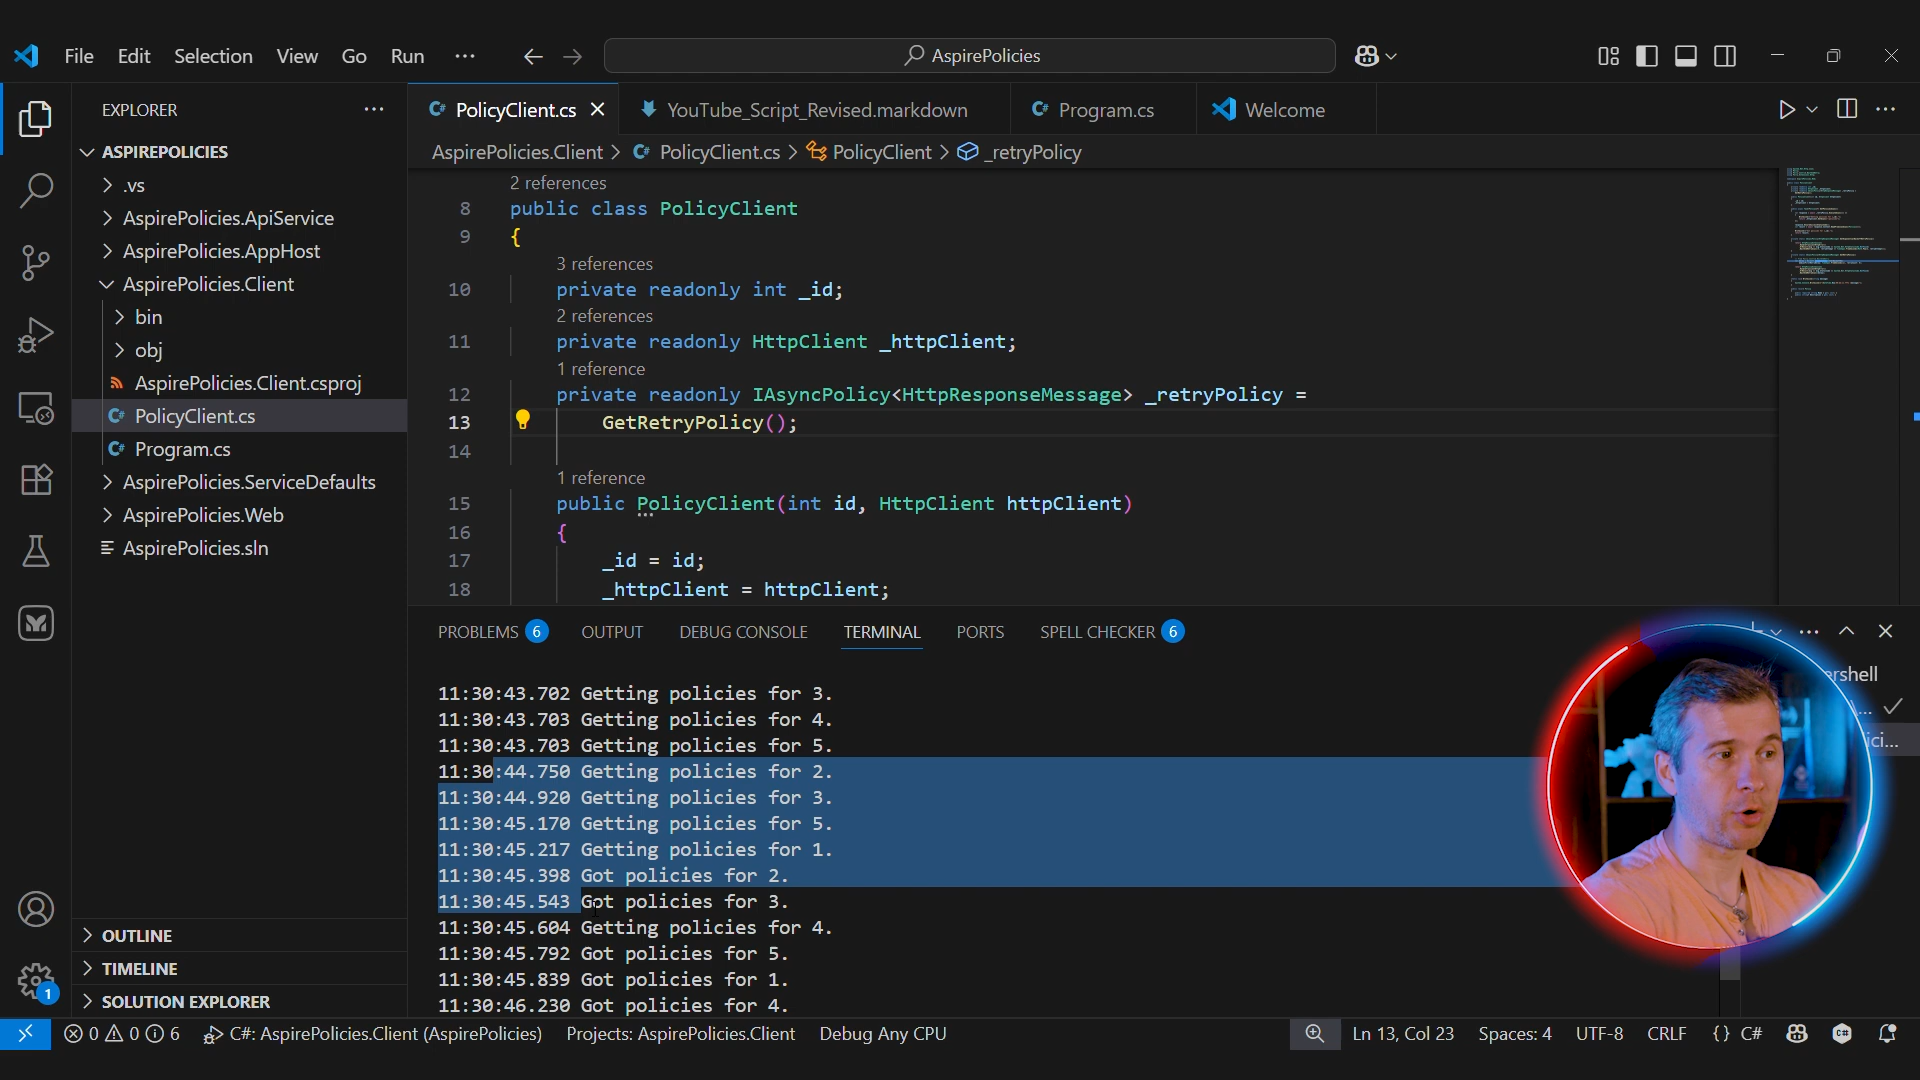 File Edit Selection View Go Run ··· AspirePolicies
EXPLORER
ASPIREPOLICIES
.vs
AspirePolicies.ApiService
AspirePolicies.AppHost
AspirePolicies.Client
bin
obj
AspirePolicies.Client.csproj
PolicyClient.cs
Program.cs
AspirePolicies.ServiceDefaults
AspirePolicies.Web
AspirePolicies.sln
OUTLINE
TIMELINE
SOLUTION EXPLORER
1
PolicyClient.cs YouTube_Script_Revised.markdown Program.cs Welcome
AspirePolicies.Client > PolicyClient.cs > PolicyClient > _retryPolicy
2 references
8 public class PolicyClient
9 {
3 references
10 private readonly int _id;
2 references
11 private readonly HttpClient _httpClient;
1 reference
12 private readonly IAsyncPolicy<HttpResponseMessage> _retryPolicy =
13 GetRetryPolicy();
14
1 reference
15 public PolicyClient(int id, HttpClient httpClient)
16 {
17 _id = id;
18 _httpClient = httpClient;
PROBLEMS 6 OUTPUT DEBUG CONSOLE TERMINAL PORTS SPELL CHECKER 6
11:30:43.702 Getting policies for 3.
11:30:43.703 Getting policies for 4.
11:30:43.703 Getting policies for 5.
11:30:44.750 Getting policies for 2.
11:30:44.920 Getting policies for 3.
11:30:45.170 Getting policies for 5.
11:30:45.217 Getting policies for 1.
11:30:45.398 Got policies for 2.
11:30:45.543 Got policies for 3.
11:30:45.604 Getting policies for 4.
11:30:45.792 Got policies for 5.
11:30:45.839 Got policies for 1.
11:30:46.230 Got policies for 4.
ershell
ici...
0 0 6 C#: AspirePolicies.Client (AspirePolicies) Projects: AspirePolicies.Client Debug Any CPU Ln 13, Col 23 Spaces: 4 UTF-8 CRLF {} C#